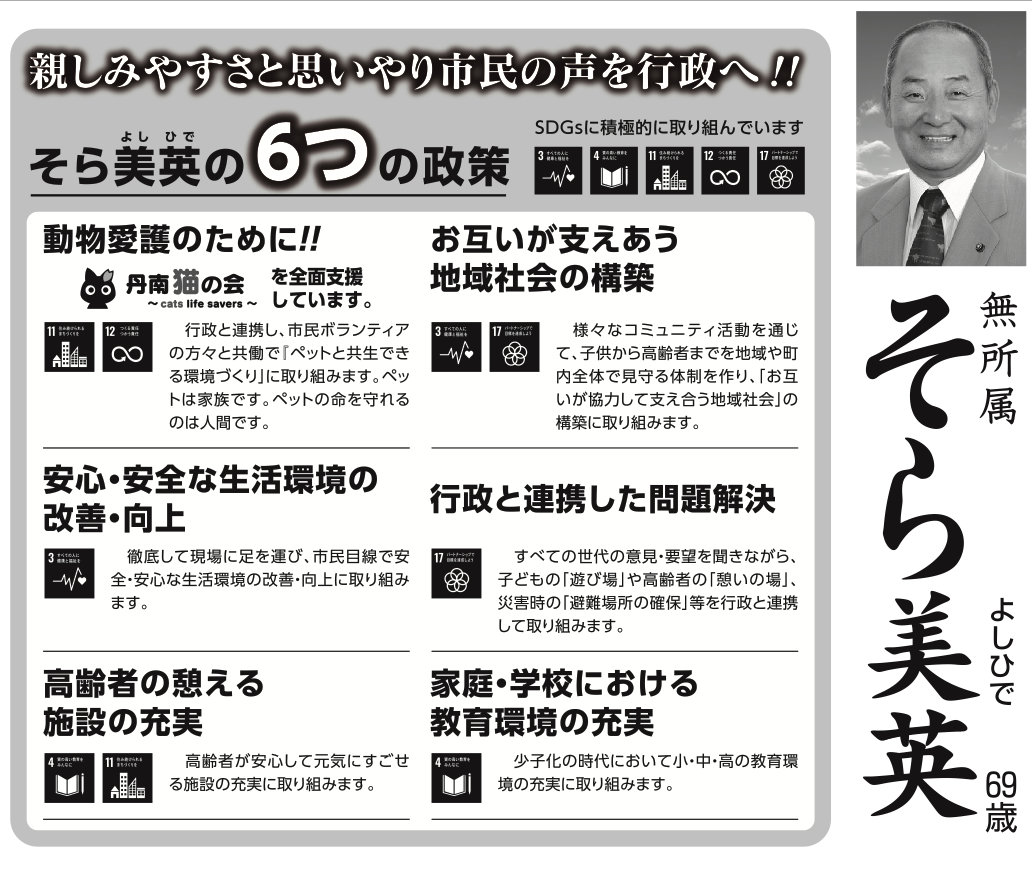 親しみやすさと思いやり市民の声を行政へ!!
よし ひで
そら美英の6つの政策
SDGsに積極的に取り組んでいます
3 すべての人に
健康と福祉を
4 質の高い教育を
みんなに
11 住み続けられる
まちづくりを
12 つくる責任
つかう責任
17 パートナーシップで
目標を達成しよう
動物愛護のために!!
丹南猫の会
～cats life savers～
を全面支援
しています。
11 住み続けられる
まちづくりを
12 つくる責任
つかう責任
行政と連携し、市民ボランティア
の方々と共働で『ペットと共生でき
る環境づくり」に取り組みます。ペッ
トは家族です。ペットの命を守れる
のは人間です。
お互いが支えあう
地域社会の構築
3 すべての人に
健康と福祉を
17 パートナーシップで
目標を達成しよう
様々なコミュニティ活動を通じ
て、子供から高齢者までを地域や町
内全体で見守る体制を作り、「お互
いが協力して支え合う地域社会」の
構築に取り組みます。
安心・安全な生活環境の
改善・向上
3 すべての人に
健康と福祉を
徹底して現場に足を運び、市民目線で安
全・安心な生活環境の改善・向上に取り組み
ます。
行政と連携した問題解決
17 パートナーシップで
目標を達成しよう
すべての世代の意見・要望を聞きながら、
子どもの「遊び場」や高齢者の「憩いの場」、
災害時の「避難場所の確保」等を行政と連携
して取り組みます。
高齢者の憩える
施設の充実
4 質の高い教育を
みんなに
11 住み続けられる
まちづくりを
高齢者が安心して元気にすごせ
る施設の充実に取り組みます。
家庭・学校における
教育環境の充実
4 質の高い教育を
みんなに
少子化の時代において小・中・高の教育環
境の充実に取り組みます。
無所属
そら美英
よしひで
69歳